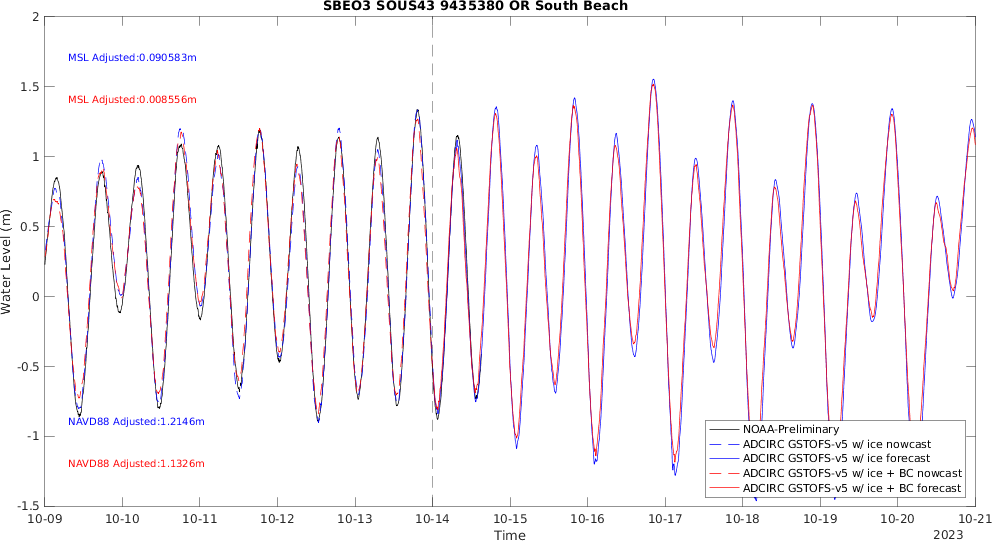 SBEO3 SOUS43 9435380 OR South Beach
2
1.5
1
0.5
0
-0.5
-1
-1.5
Water Level (m)
MSL Adjusted:0.090583m
MSL Adjusted:0.008556m
NAVD88 Adjusted:1.2146m
NAVD88 Adjusted:1.1326m
NOAA-Preliminary
ADCIRC GSTOFS-v5 w/ ice nowcast
ADCIRC GSTOFS-v5 w/ ice forecast
ADCIRC GSTOFS-v5 w/ ice + BC nowcast
ADCIRC GSTOFS-v5 w/ ice + BC forecast
10-09 10-10 10-11 10-12 10-13 10-14 10-15 10-16 10-17 10-18 10-19 10-20 10-21
Time
2023